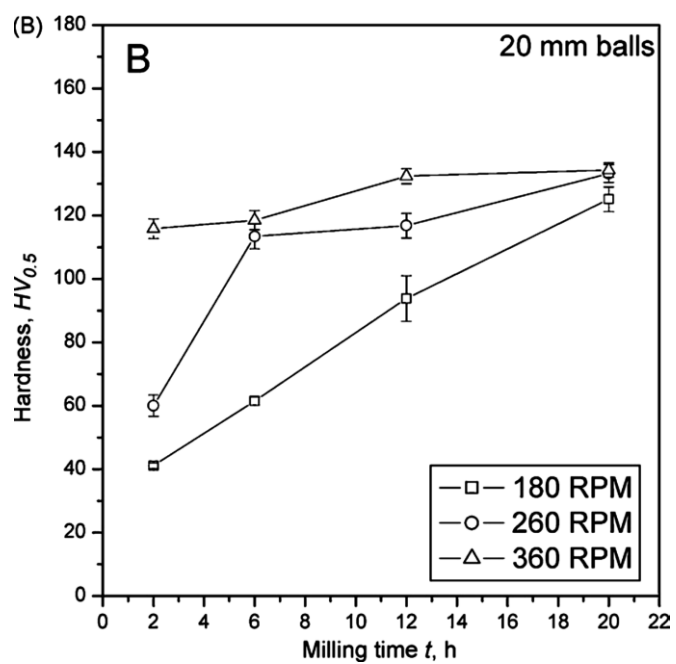 (B)
B
20 mm balls
180
160
140
120
100
80
60
40
20
0
Hardness, HV0.5
180 RPM
260 RPM
360 RPM
0 2 4 6 8 10 12 14 16 18 20 22
Milling time t, h